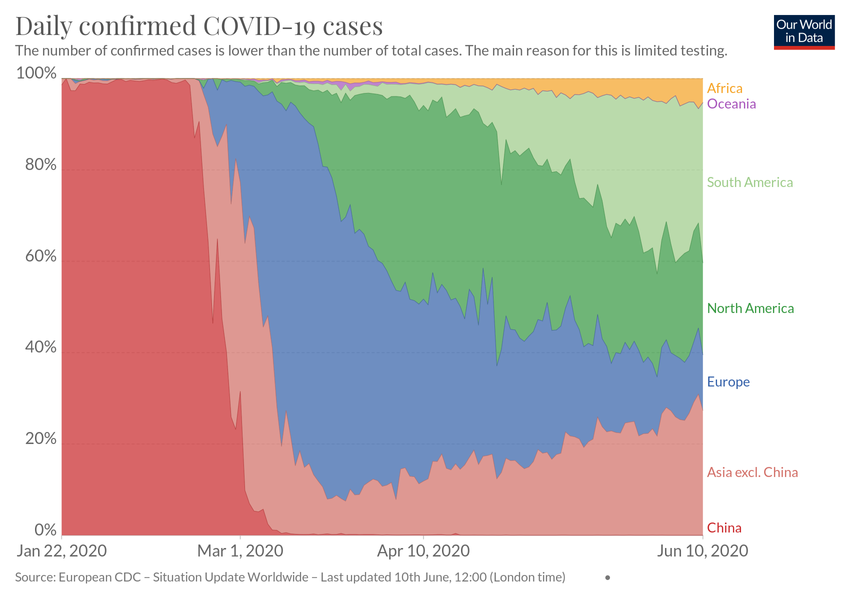 Daily confirmed COVID-19 cases
Our World
in Data
The number of confirmed cases is lower than the number of total cases. The main reason for this is limited testing.
100%
80%
60%
40%
20%
0%
Africa
Oceania
South America
North America
Europe
Asia excl. China
China
Jan 22, 2020
Mar 1, 2020
Apr 10, 2020
Jun 10, 2020
Source: European CDC – Situation Update Worldwide – Last updated 10th June, 12:00 (London time)